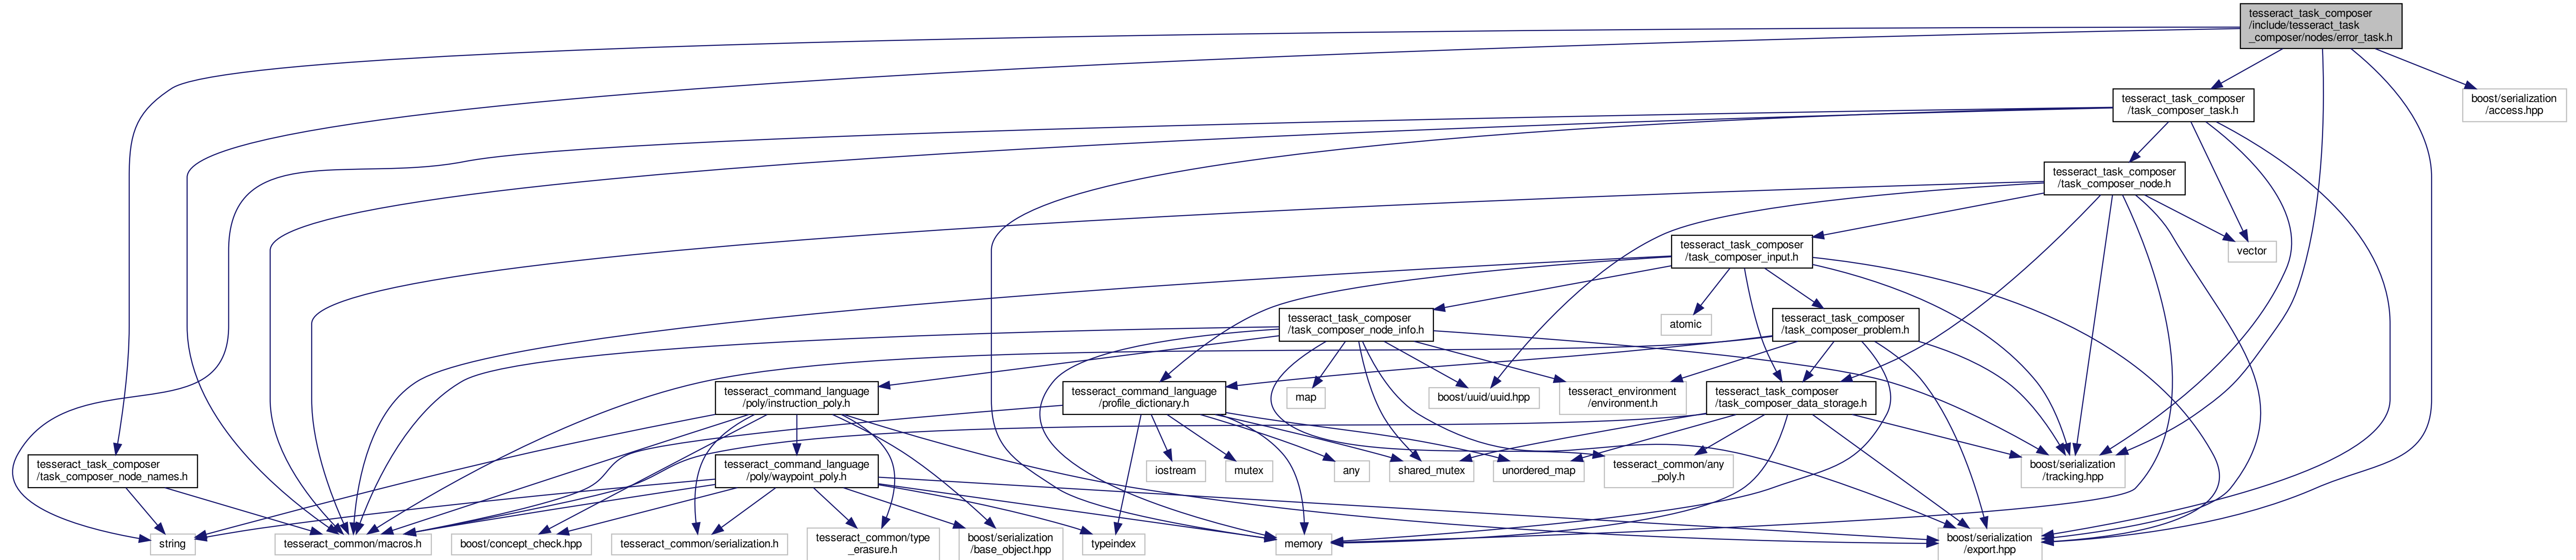 tesseract_task_composer
/include/tesseract_task
_composer/nodes/error_task.h
tesseract_task_composer
/task_composer_task.h
boost/serialization
/access.hpp
tesseract_task_composer
/task_composer_node.h
tesseract_task_composer
/task_composer_input.h
vector
tesseract_task_composer
/task_composer_node_info.h
atomic
tesseract_task_composer
/task_composer_problem.h
tesseract_command_language
/poly/instruction_poly.h
tesseract_command_language
/profile_dictionary.h
map
boost/uuid/uuid.hpp
tesseract_environment
/environment.h
tesseract_task_composer
/task_composer_data_storage.h
tesseract_task_composer
/task_composer_node_names.h
tesseract_command_language
/poly/waypoint_poly.h
iostream
mutex
any
shared_mutex
unordered_map
tesseract_common/any
_poly.h
boost/serialization
/tracking.hpp
string
tesseract_common/macros.h
boost/concept_check.hpp
tesseract_common/serialization.h
tesseract_common/type
_erasure.h
boost/serialization
/base_object.hpp
typeindex
memory
boost/serialization
/export.hpp